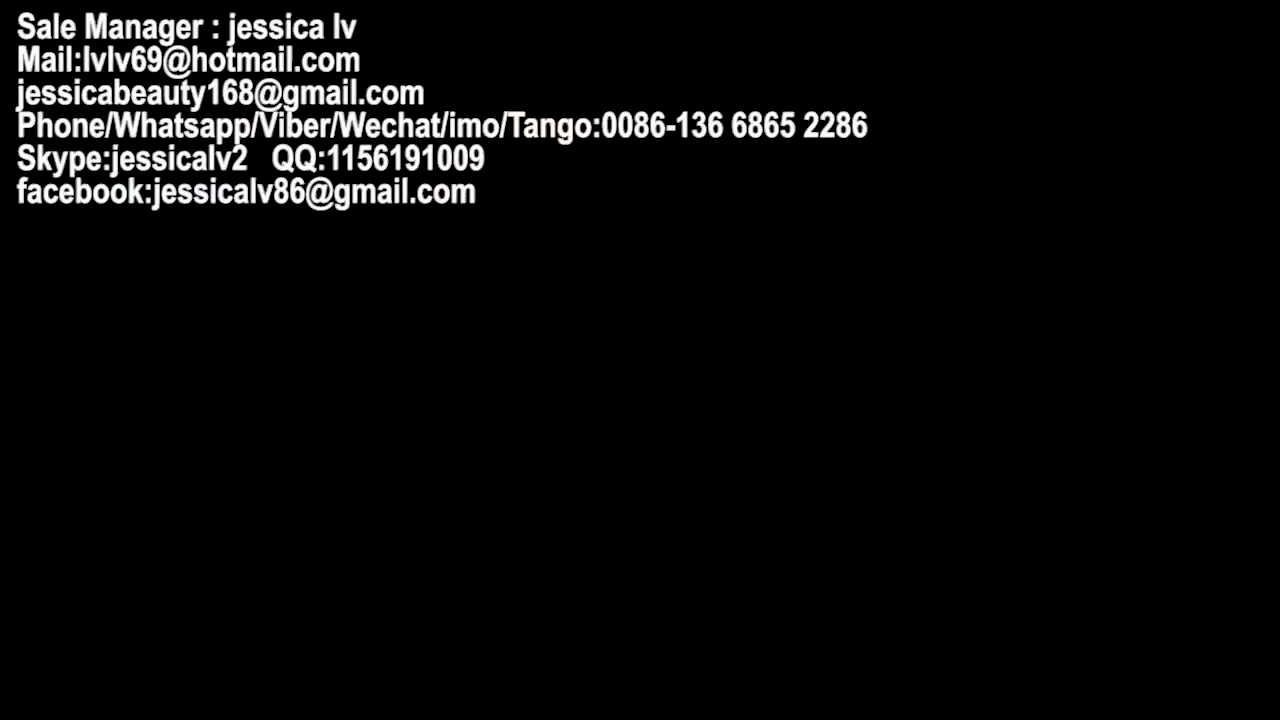 Sale Manager : jessica lv
Mail:lvlv69@hotmail.com
jessicabeauty168@gmail.com
Phone/Whatsapp/Viber/Wechat/imo/Tango:0086-136 6865 2286
Skype:jessicalv2   QQ:1156191009
facebook:jessicalv86@gmail.com